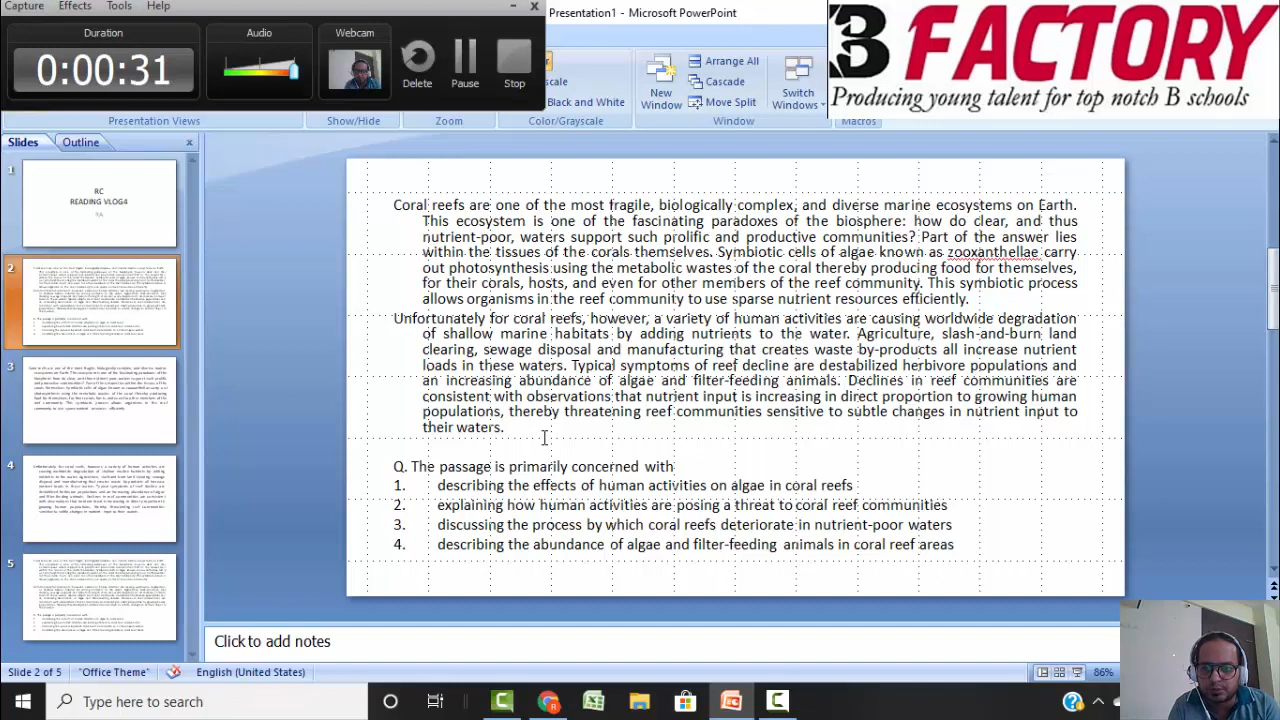 Capture Effects Tools Help
Presentation1 - Microsoft PowerPoint
Duration
Audio
Webcam
0:00:31
Delete
Pause
Stop
B FACTORY
Producing young talent for top notch B schools
scale
Black and White
New
Window
Arrange All
Cascade
Move Split
Switch
Windows
Presentation Views
Show/Hide
Zoom
Color/Grayscale
Window
Macros
Slides
Outline
1
RC
READING VLOG4
2
3
4
5
Coral reefs are one of the most fragile, biologically complex, and diverse marine ecosystems on Earth.
This ecosystem is one of the fascinating paradoxes of the biosphere: how do clear, and thus
nutrient-poor, waters support such prolific and productive communities? Part of the answer lies
within the tissues of the corals themselves. Symbiotic cells of algae known as zooxanthellae carry
out photosynthesis using the metabolic wastes of the coral thereby producing food for themselves,
for their corals, hosts, and even for other members of the reef community. This symbiotic process
allows organisms in the reef community to use sparse nutrient resources efficiently.
Unfortunately for coral reefs, however, a variety of human activities are causing worldwide degradation
of shallow marine habitats by adding nutrients to the water. Agriculture, slash-and-burn land
clearing, sewage disposal and manufacturing that creates waste by-products all increase nutrient
loads in these waters. Typical symptoms of reef decline are destabilized herbivore populations and
an increasing abundance of algae and filter-feeding animals. Declines in reef communities are
consistent with observations that nutrient input is increasing in direct proportion to growing human
populations, thereby threatening reef communities sensitive to subtle changes in nutrient input to
their waters.
Q. The passage is primarily concerned with
1. describing the effects of human activities on algae in coral reefs
2. explaining how human activities are posing a threat to coral reef communities
3. discussing the process by which coral reefs deteriorate in nutrient-poor waters
4. describing the abundance of algae and filter-feeding animals in coral reef areas
Click to add notes
Slide 2 of 5
"Office Theme"
English (United States)
86%
Type here to search